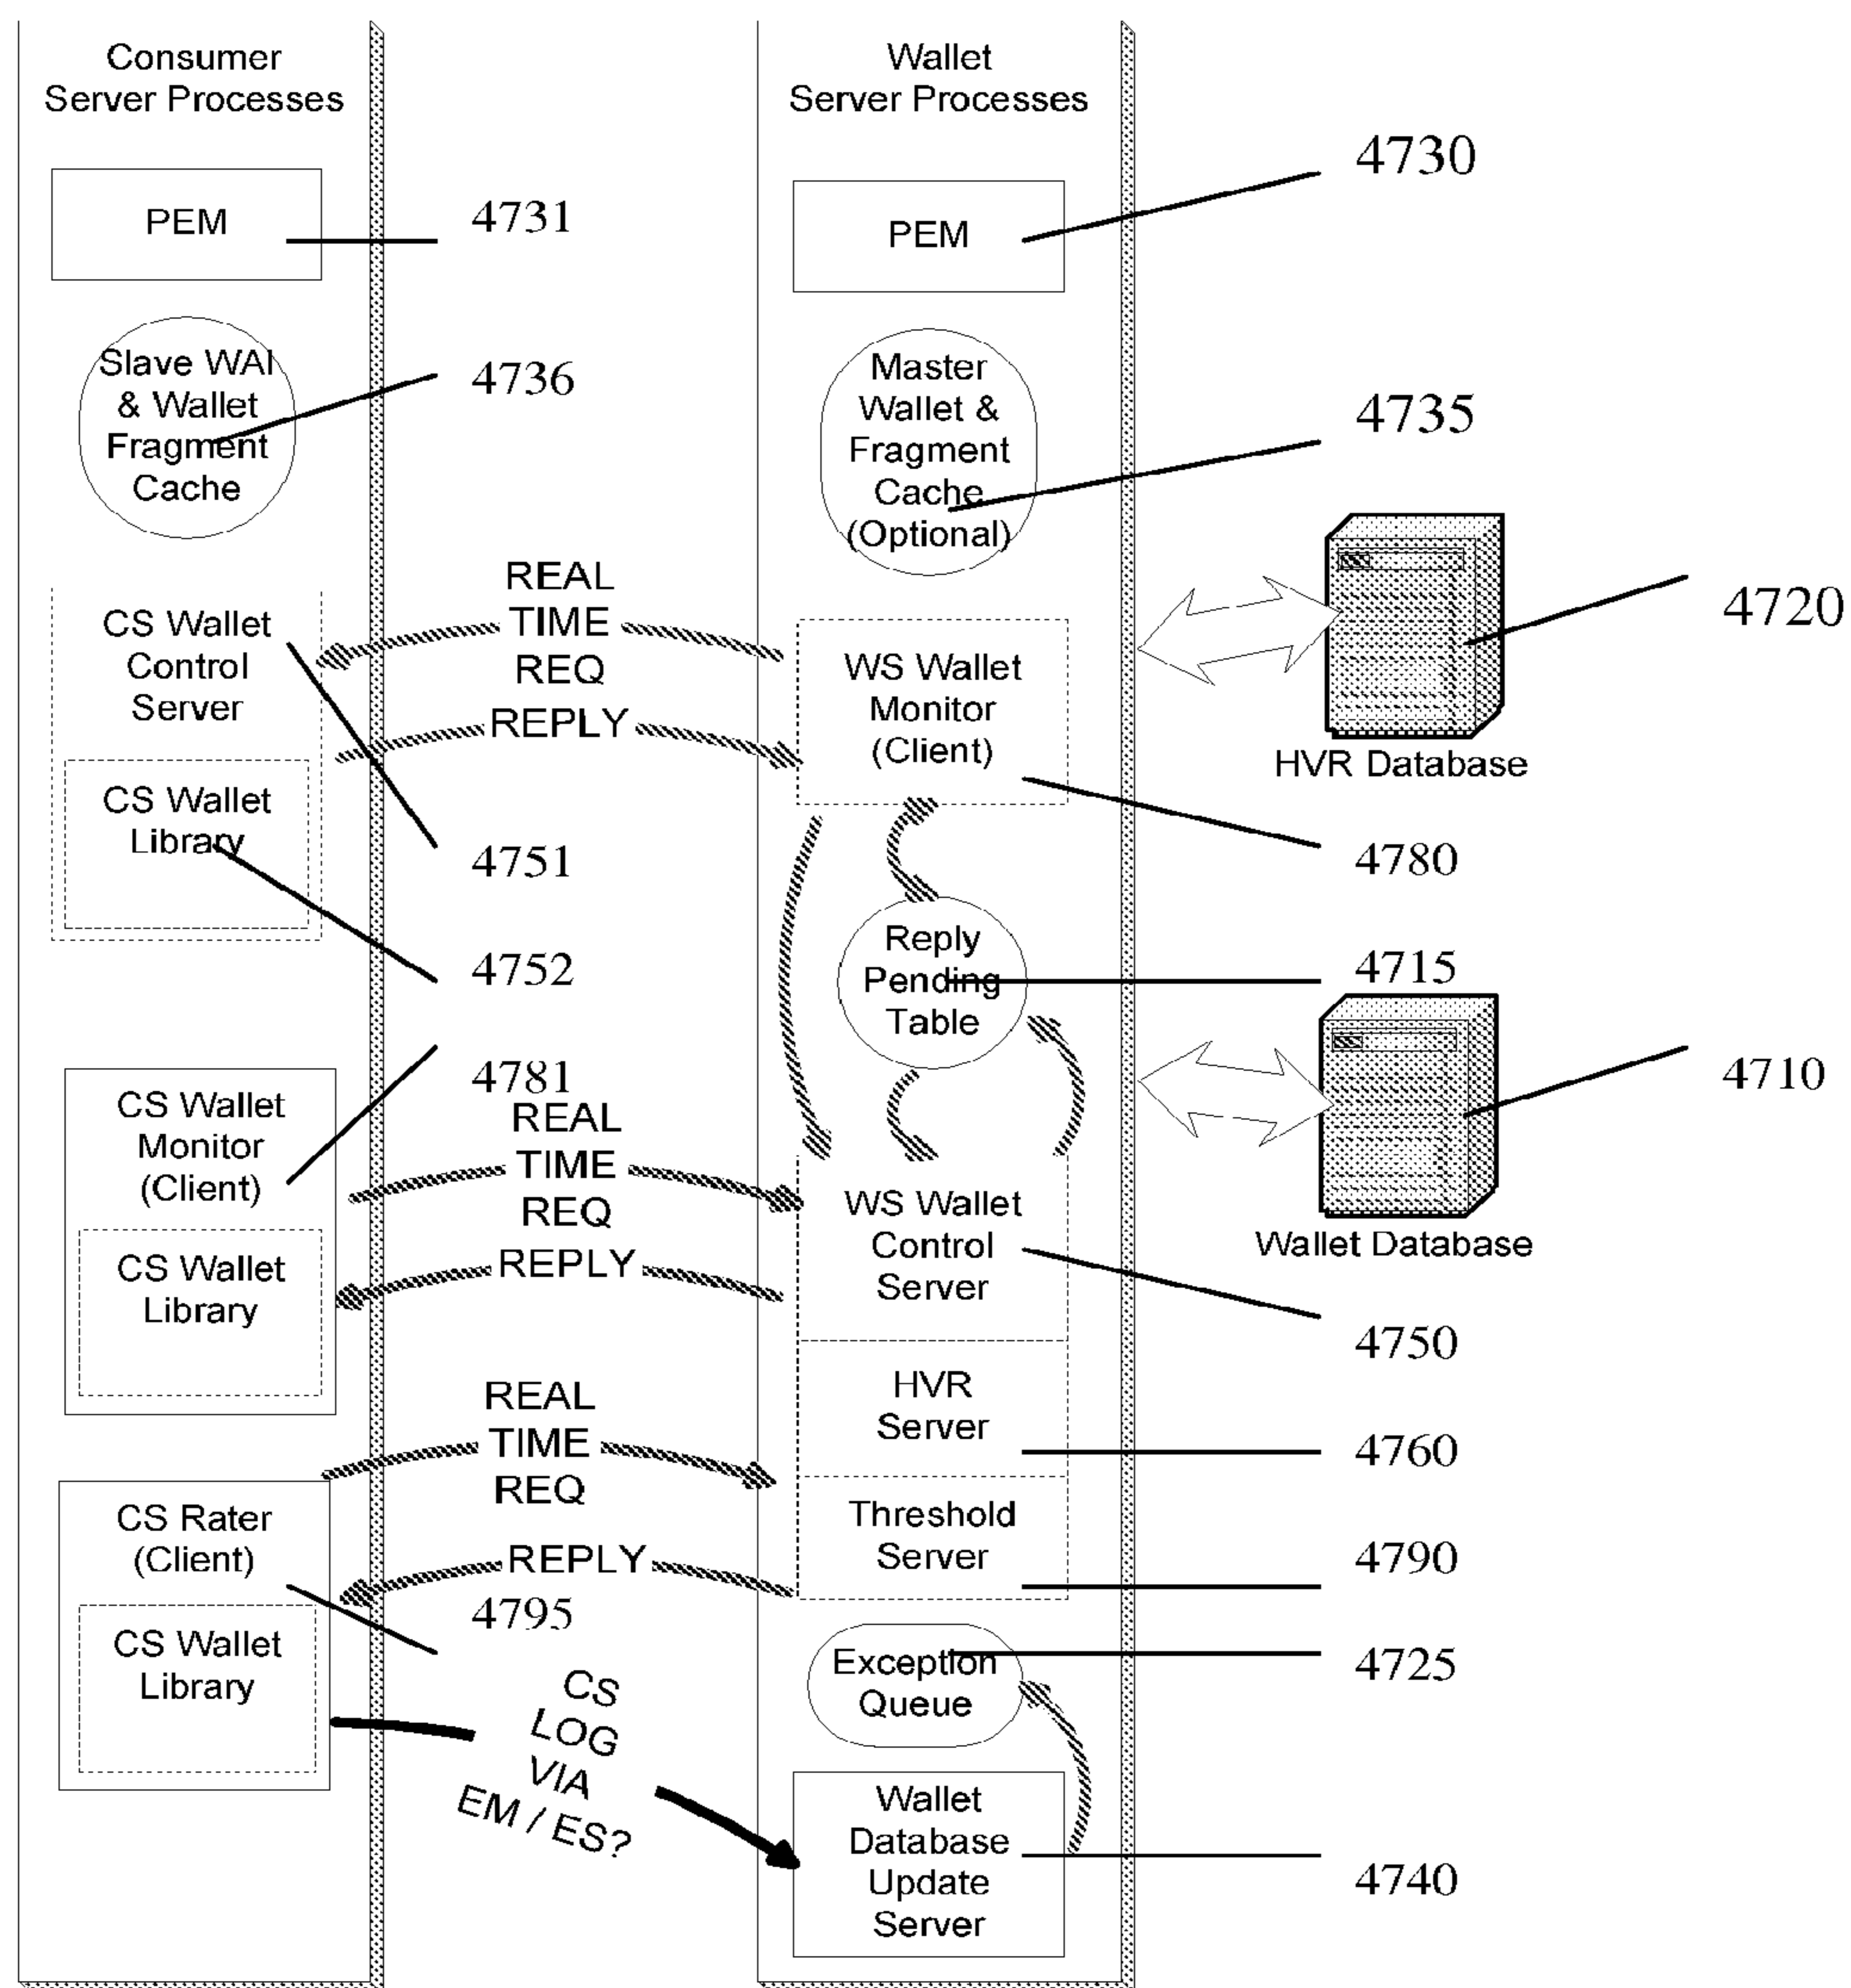 Consumer
Server Processes
PEM
4731
Slave WAI
& Wallet
Fragment
Cache
4736
CS Wallet
Control
Server
CS Wallet
Library
4751
4752
4781
CS Wallet
Monitor
(Client)
CS Wallet
Library
CS Rater
(Client)
CS Wallet
Library
4795
REAL
TIME
REQ
REPLY
REAL
TIME
REQ
REPLY
REAL
TIME
REQ
REPLY
CS
LOG
VIA
EM / ES?
Wallet
Server Processes
PEM
4730
Master
Wallet &
Fragment
Cache
(Optional)
4735
WS Wallet
Monitor
(Client)
4780
Reply
Pending
Table
4715
WS Wallet
Control
Server
4750
HVR
Server
4760
Threshold
Server
4790
Exception
Queue
4725
Wallet
Database
Update
Server
4740
4720
HVR Database
4710
Wallet Database